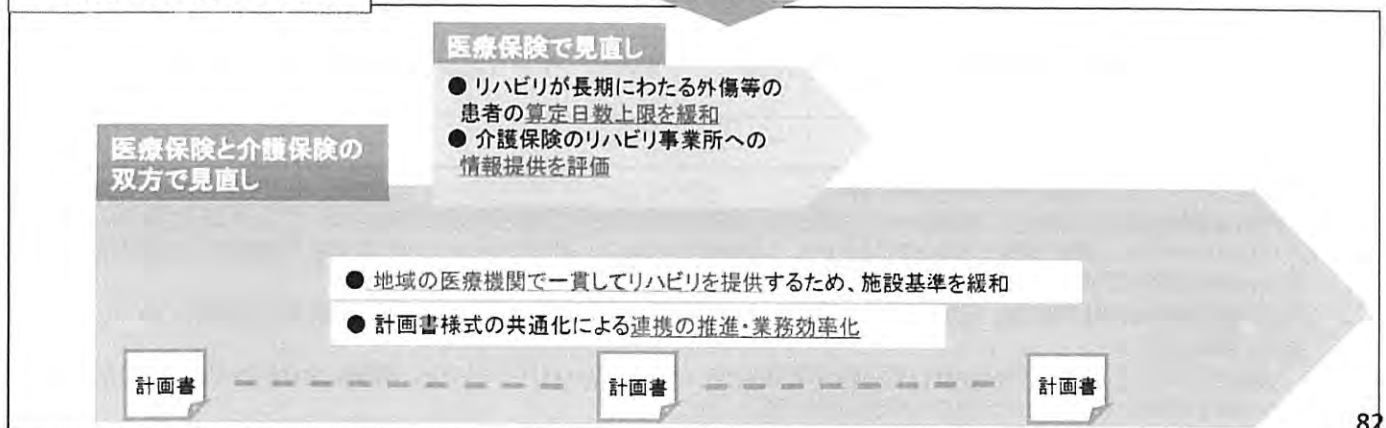 医療保険で見直し
● リハビリが長期にわたる外傷等の
患者の算定日数上限を緩和
● 介護保険のリハビリ事業所への
情報提供を評価
医療保険と介護保険の
双方で見直し
● 地域の医療機関で一貫してリハビリを提供するため、施設基準を緩和
● 計画書様式の共通化による連携の推進・業務効率化
計画書
計画書
計画書
82